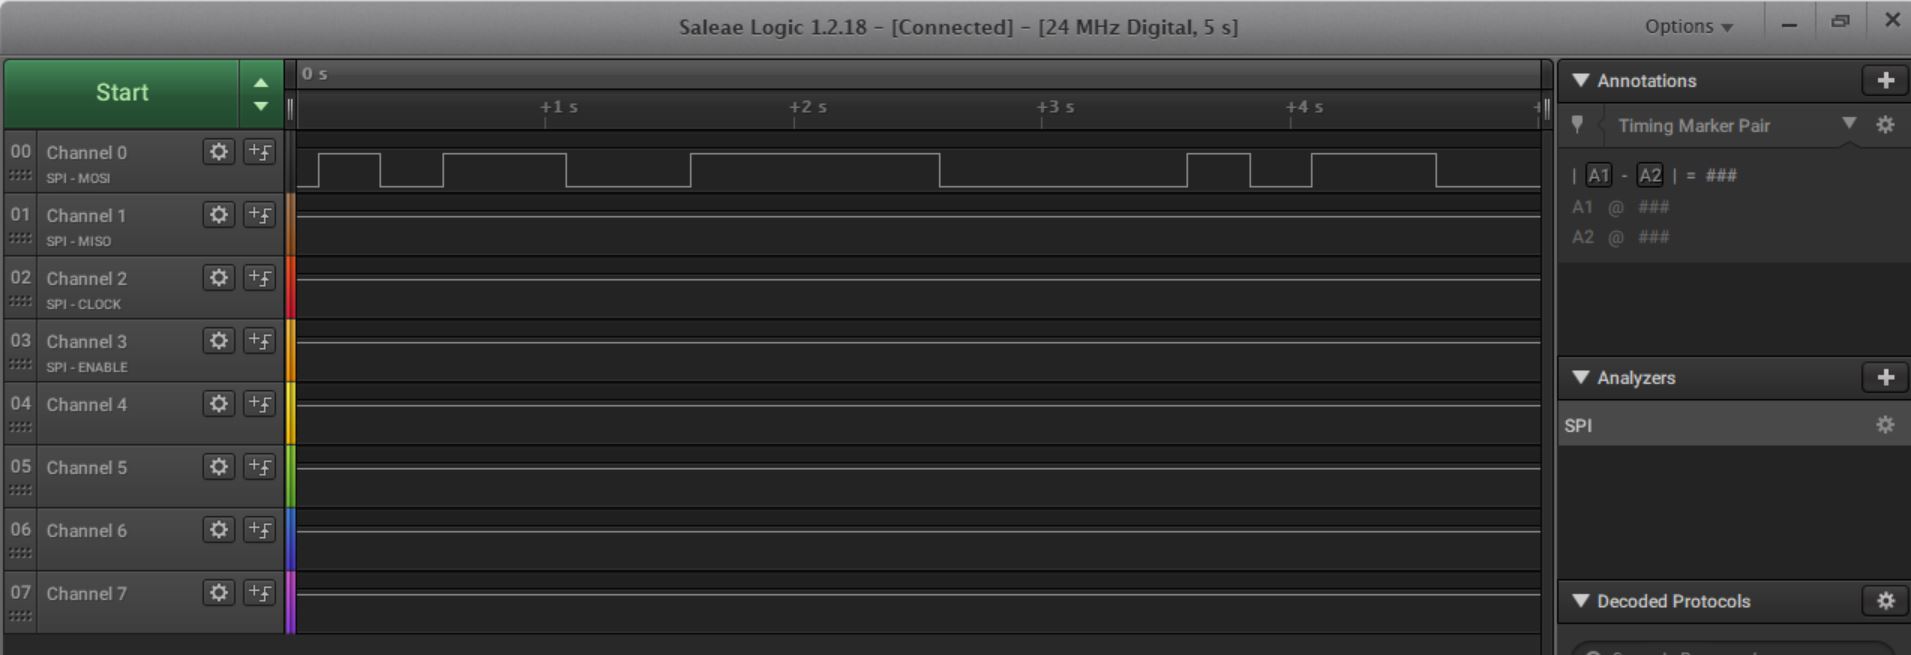 Saleae Logic 1.2.18 - [Connected] - [24 MHz Digital, 5 s]
Options
Start
0 s
+1 s +2 s +3 s +4 s
00 Channel 0
SPI - MOSI
01 Channel 1
SPI - MISO
02 Channel 2
SPI - CLOCK
03 Channel 3
SPI - ENABLE
04 Channel 4
05 Channel 5
06 Channel 6
07 Channel 7
Annotations
Timing Marker Pair
| A1 - A2 | = ###
A1 @ ###
A2 @ ###
Analyzers
SPI
Decoded Protocols